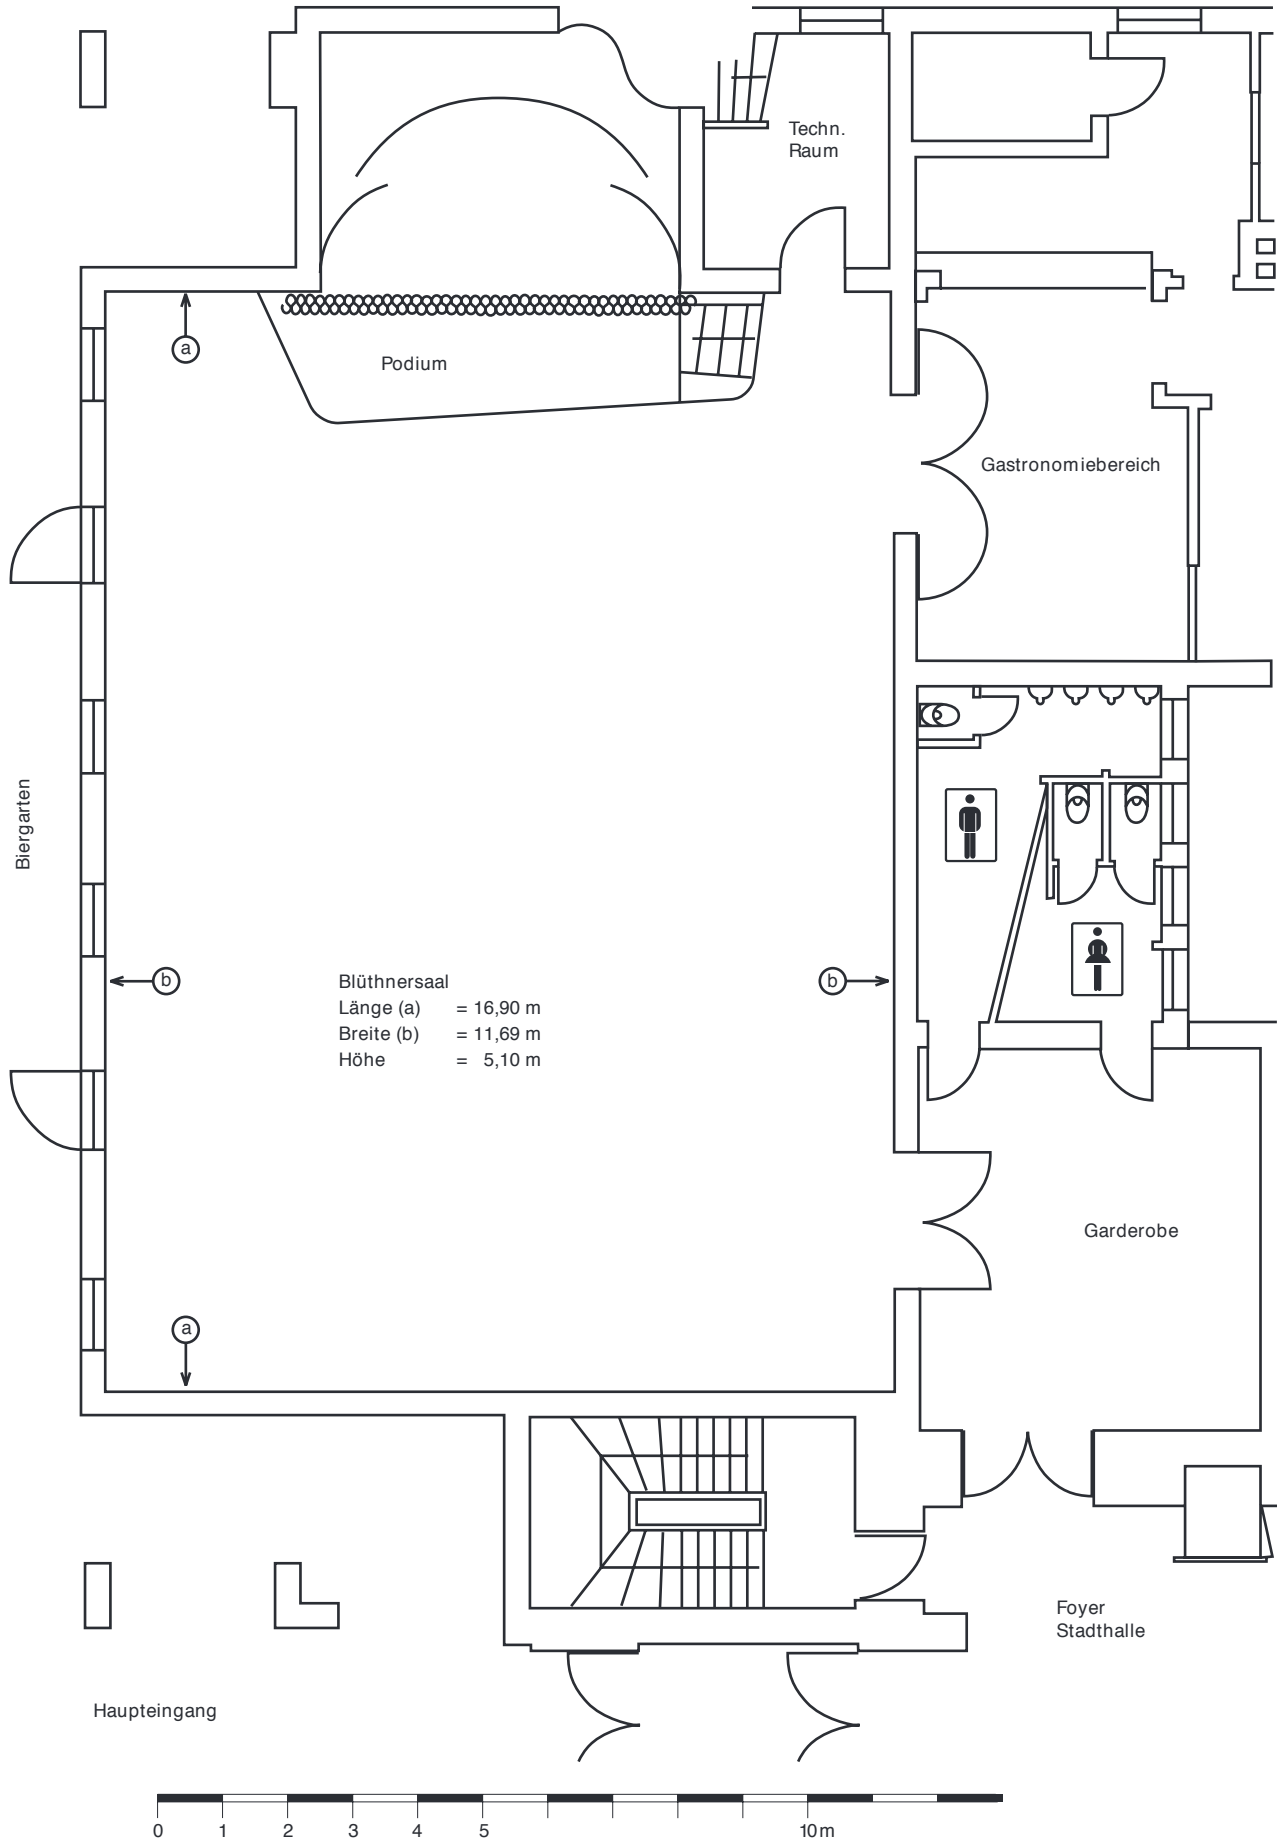 Techn.
Raum
a
Podium
Gastronomiebereich
Biergarten
b
b
Blüthnersaal
Länge (a) = 16,90 m
Breite (b) = 11,69 m
Höhe = 5,10 m
Garderobe
a
Foyer
Stadthalle
Haupteingang
0 1 2 3 4 5 10m